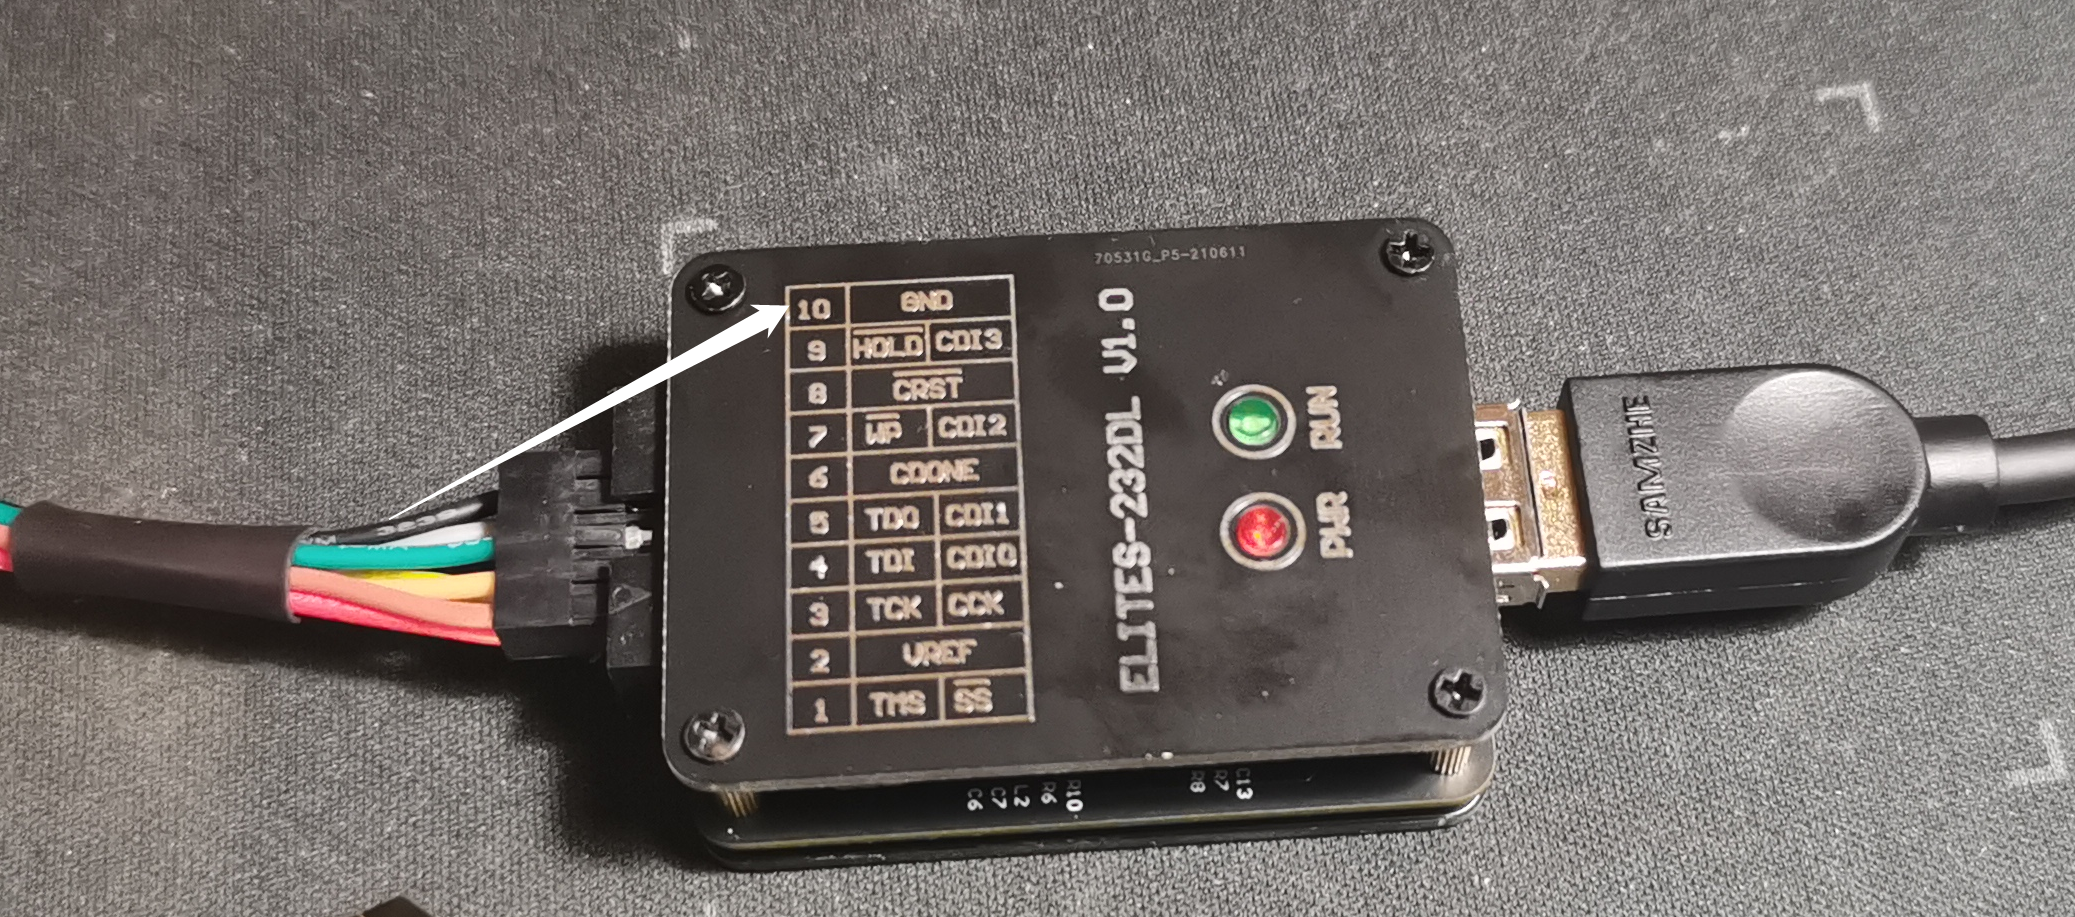 70531G_P5-210611
10 GND
9 HOLD CDI3
8 CRST
7 WP CDI2
6 CDONE
5 TDO CDI1
4 TDI CDI0
3 TCK CCK
2 VREF
1 TMS SS
ELITES-232DL V1.0
RUN
PWR
SAMZHE
C6
C7
L2
R6
R10
R8
R7
C13